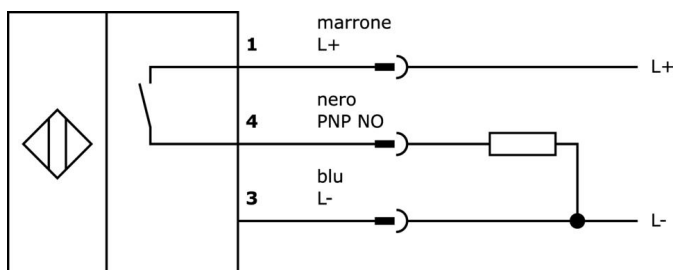 marrone
1 L+
L+
nero
4 PNP NO
blu
3 L-
L-